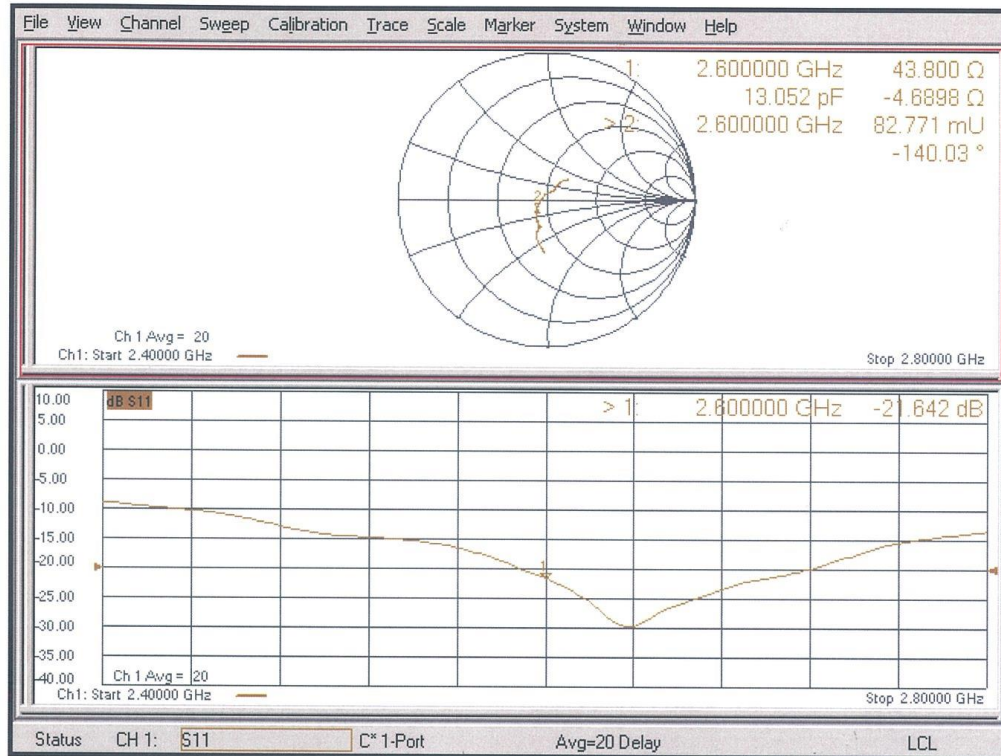 File View Channel Sweep Calibration Trace Scale Marker System Window Help
1: 2.600000 GHz 43.800 Ω
13.052 pF -4.6898 Ω
> 2: 2.600000 GHz 82.771 mU
-140.03 °
2
Ch 1 Avg = 20
Ch1: Start 2.40000 GHz Stop 2.80000 GHz
10.00 dB S11 > 1: 2.600000 GHz -21.642 dB
5.00
0.00
-5.00
-10.00
-15.00
-20.00 1
-25.00
-30.00
-35.00
-40.00 Ch 1 Avg = 20
Ch1: Start 2.40000 GHz Stop 2.80000 GHz
Status CH 1: S11 C* 1-Port Avg=20 Delay LCL